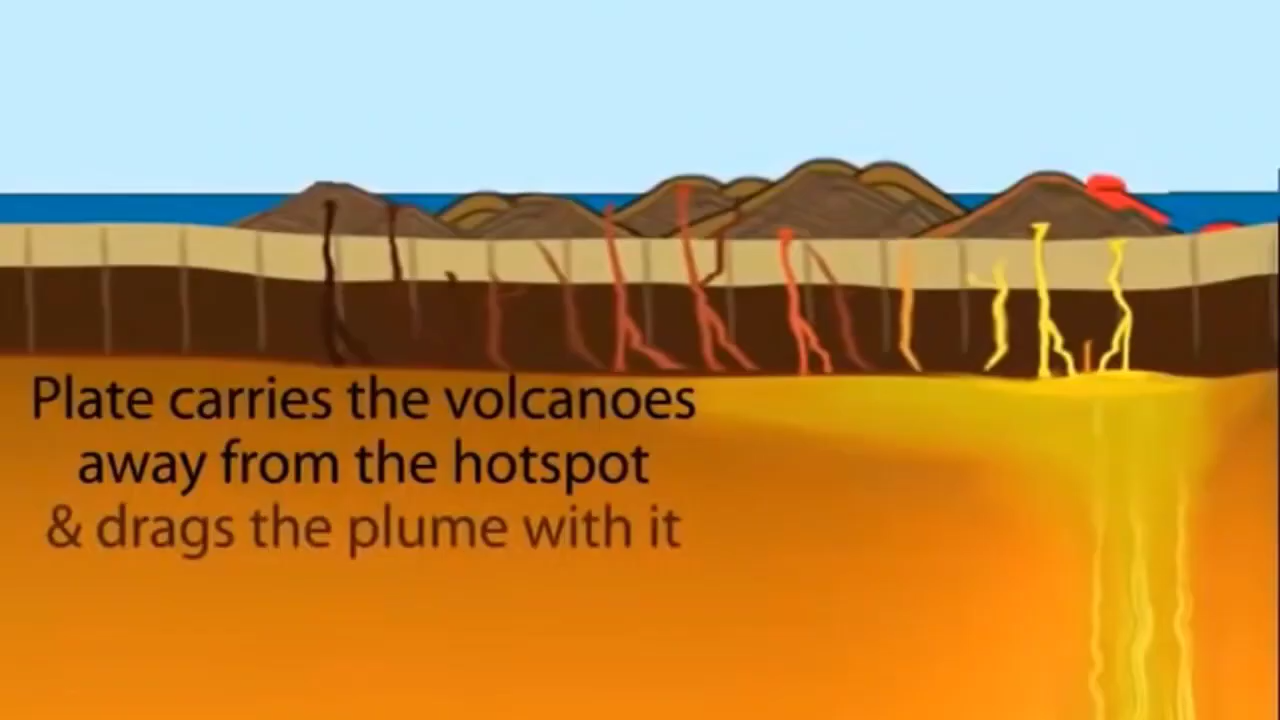 Plate carries the volcanoes
away from the hotspot
& drags the plume with it